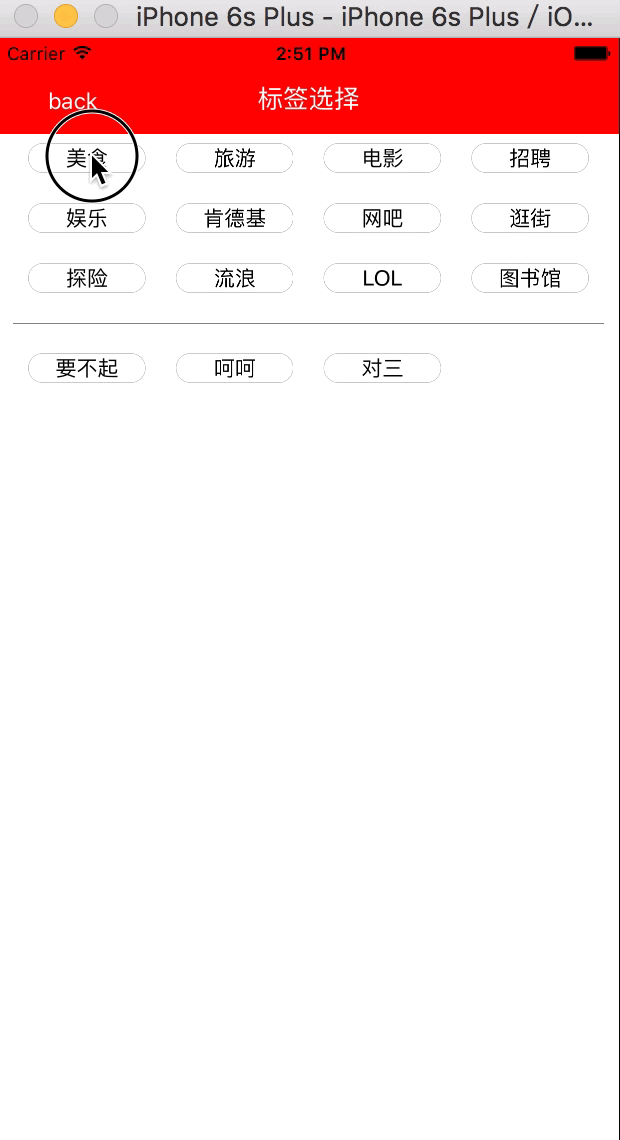 iPhone 6s Plus - iPhone 6s Plus / iO...
Carrier 2:51 PM
back 标签选择
美食 旅游 电影 招聘
娱乐 肯德基 网吧 逛街
探险 流浪 LOL 图书馆
要不起 呵呵 对三